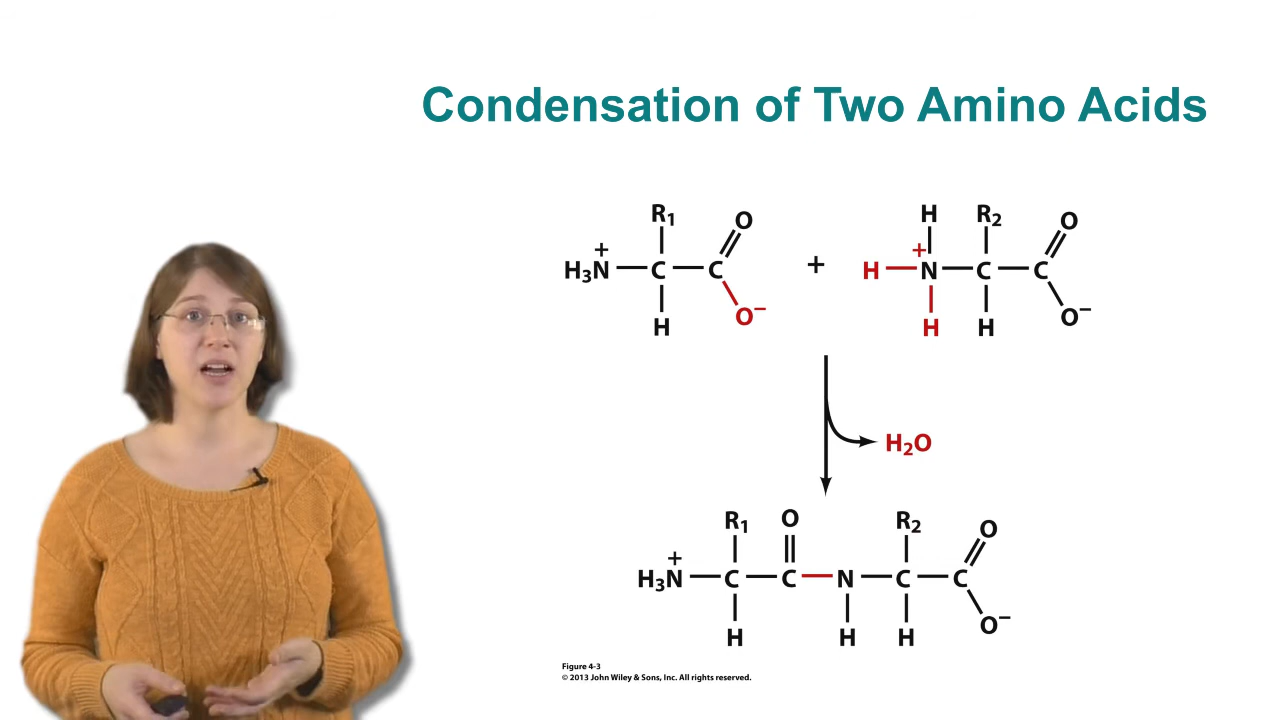 Condensation of Two Amino Acids
H R₂
R₁ O O
+ +
H₃N C C + H N C C
O⁻ O⁻
H H H
H₂O
R₁ O R₂ O
+
H₃N C C N C C
O⁻
H H H
Figure 4-3
© 2013 John Wiley & Sons, Inc. All rights reserved.